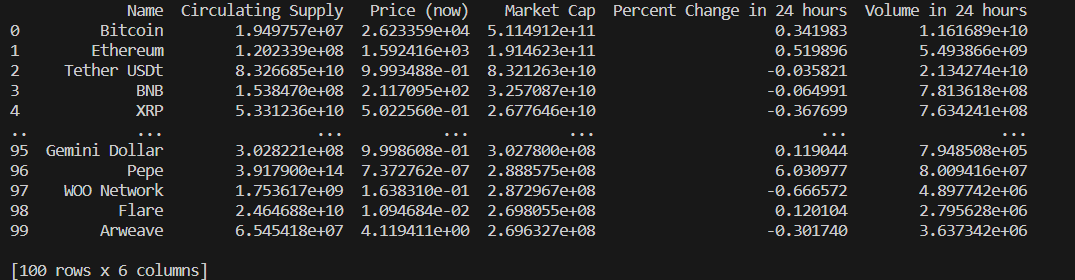 Name Circulating Supply Price (now) Market Cap Percent Change in 24 hours Volume in 24 hours
0 Bitcoin 1.949757e+07 2.623359e+04 5.114912e+11 0.341983 1.161689e+10
1 Ethereum 1.202339e+08 1.592416e+03 1.914623e+11 0.519896 5.493866e+09
2 Tether USDt 8.326685e+10 9.993488e-01 8.321263e+10 -0.035821 2.134274e+10
3 BNB 1.538470e+08 2.117095e+02 3.257087e+10 -0.064991 7.813618e+08
4 XRP 5.331236e+10 5.022560e-01 2.677646e+10 -0.367699 7.634241e+08
.. ... ... ... ... ... ...
95 Gemini Dollar 3.028221e+08 9.998608e-01 3.027800e+08 0.119044 7.948508e+05
96 Pepe 3.917900e+14 7.372762e-07 2.888575e+08 6.030977 8.009416e+07
97 WOO Network 1.753617e+09 1.638310e-01 2.872967e+08 -0.666572 4.897742e+06
98 Flare 2.464688e+10 1.094684e-02 2.698055e+08 0.120104 2.795628e+06
99 Arweave 6.545418e+07 4.119411e+00 2.696327e+08 -0.301740 3.637342e+06
[100 rows x 6 columns]